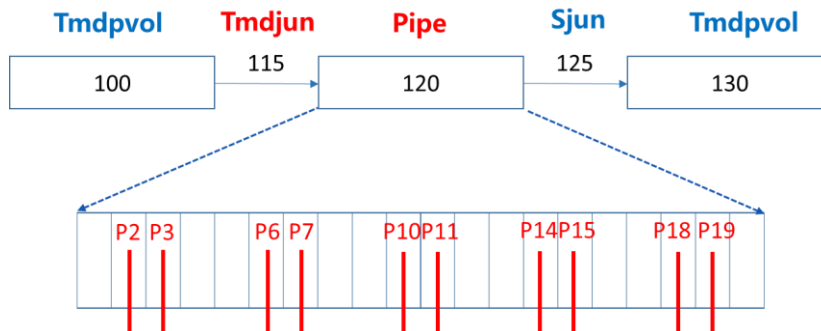 Tmdpvol Tmdjun Pipe Sjun Tmdpvol
115 125
100 120 130
P2 P3 P6 P7 P10 P11 P14 P15 P18 P19